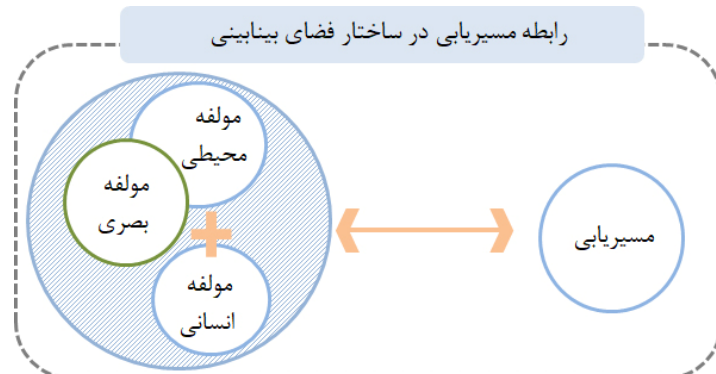 رابطه مسیریابی در ساختار فضای بینابینی
مولفه
محیطی
مولفه
بصری
مسیریابی
مولفه
انسانی